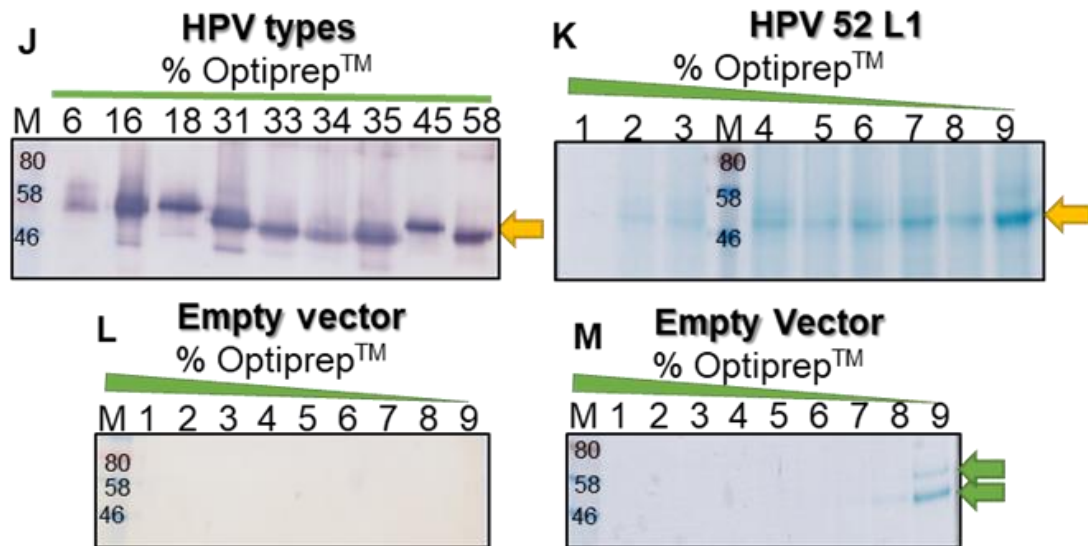 J
HPV types
% Optiprep™
M 6 16 18 31 33 34 35 45 58
80
58
46
K
HPV 52 L1
% Optiprep™
1 2 3 M 4 5 6 7 8 9
80
58
46
L
Empty vector
% Optiprep™
M 1 2 3 4 5 6 7 8 9
80
58
46
M
Empty Vector
% Optiprep™
M 1 2 3 4 5 6 7 8 9
80
58
46